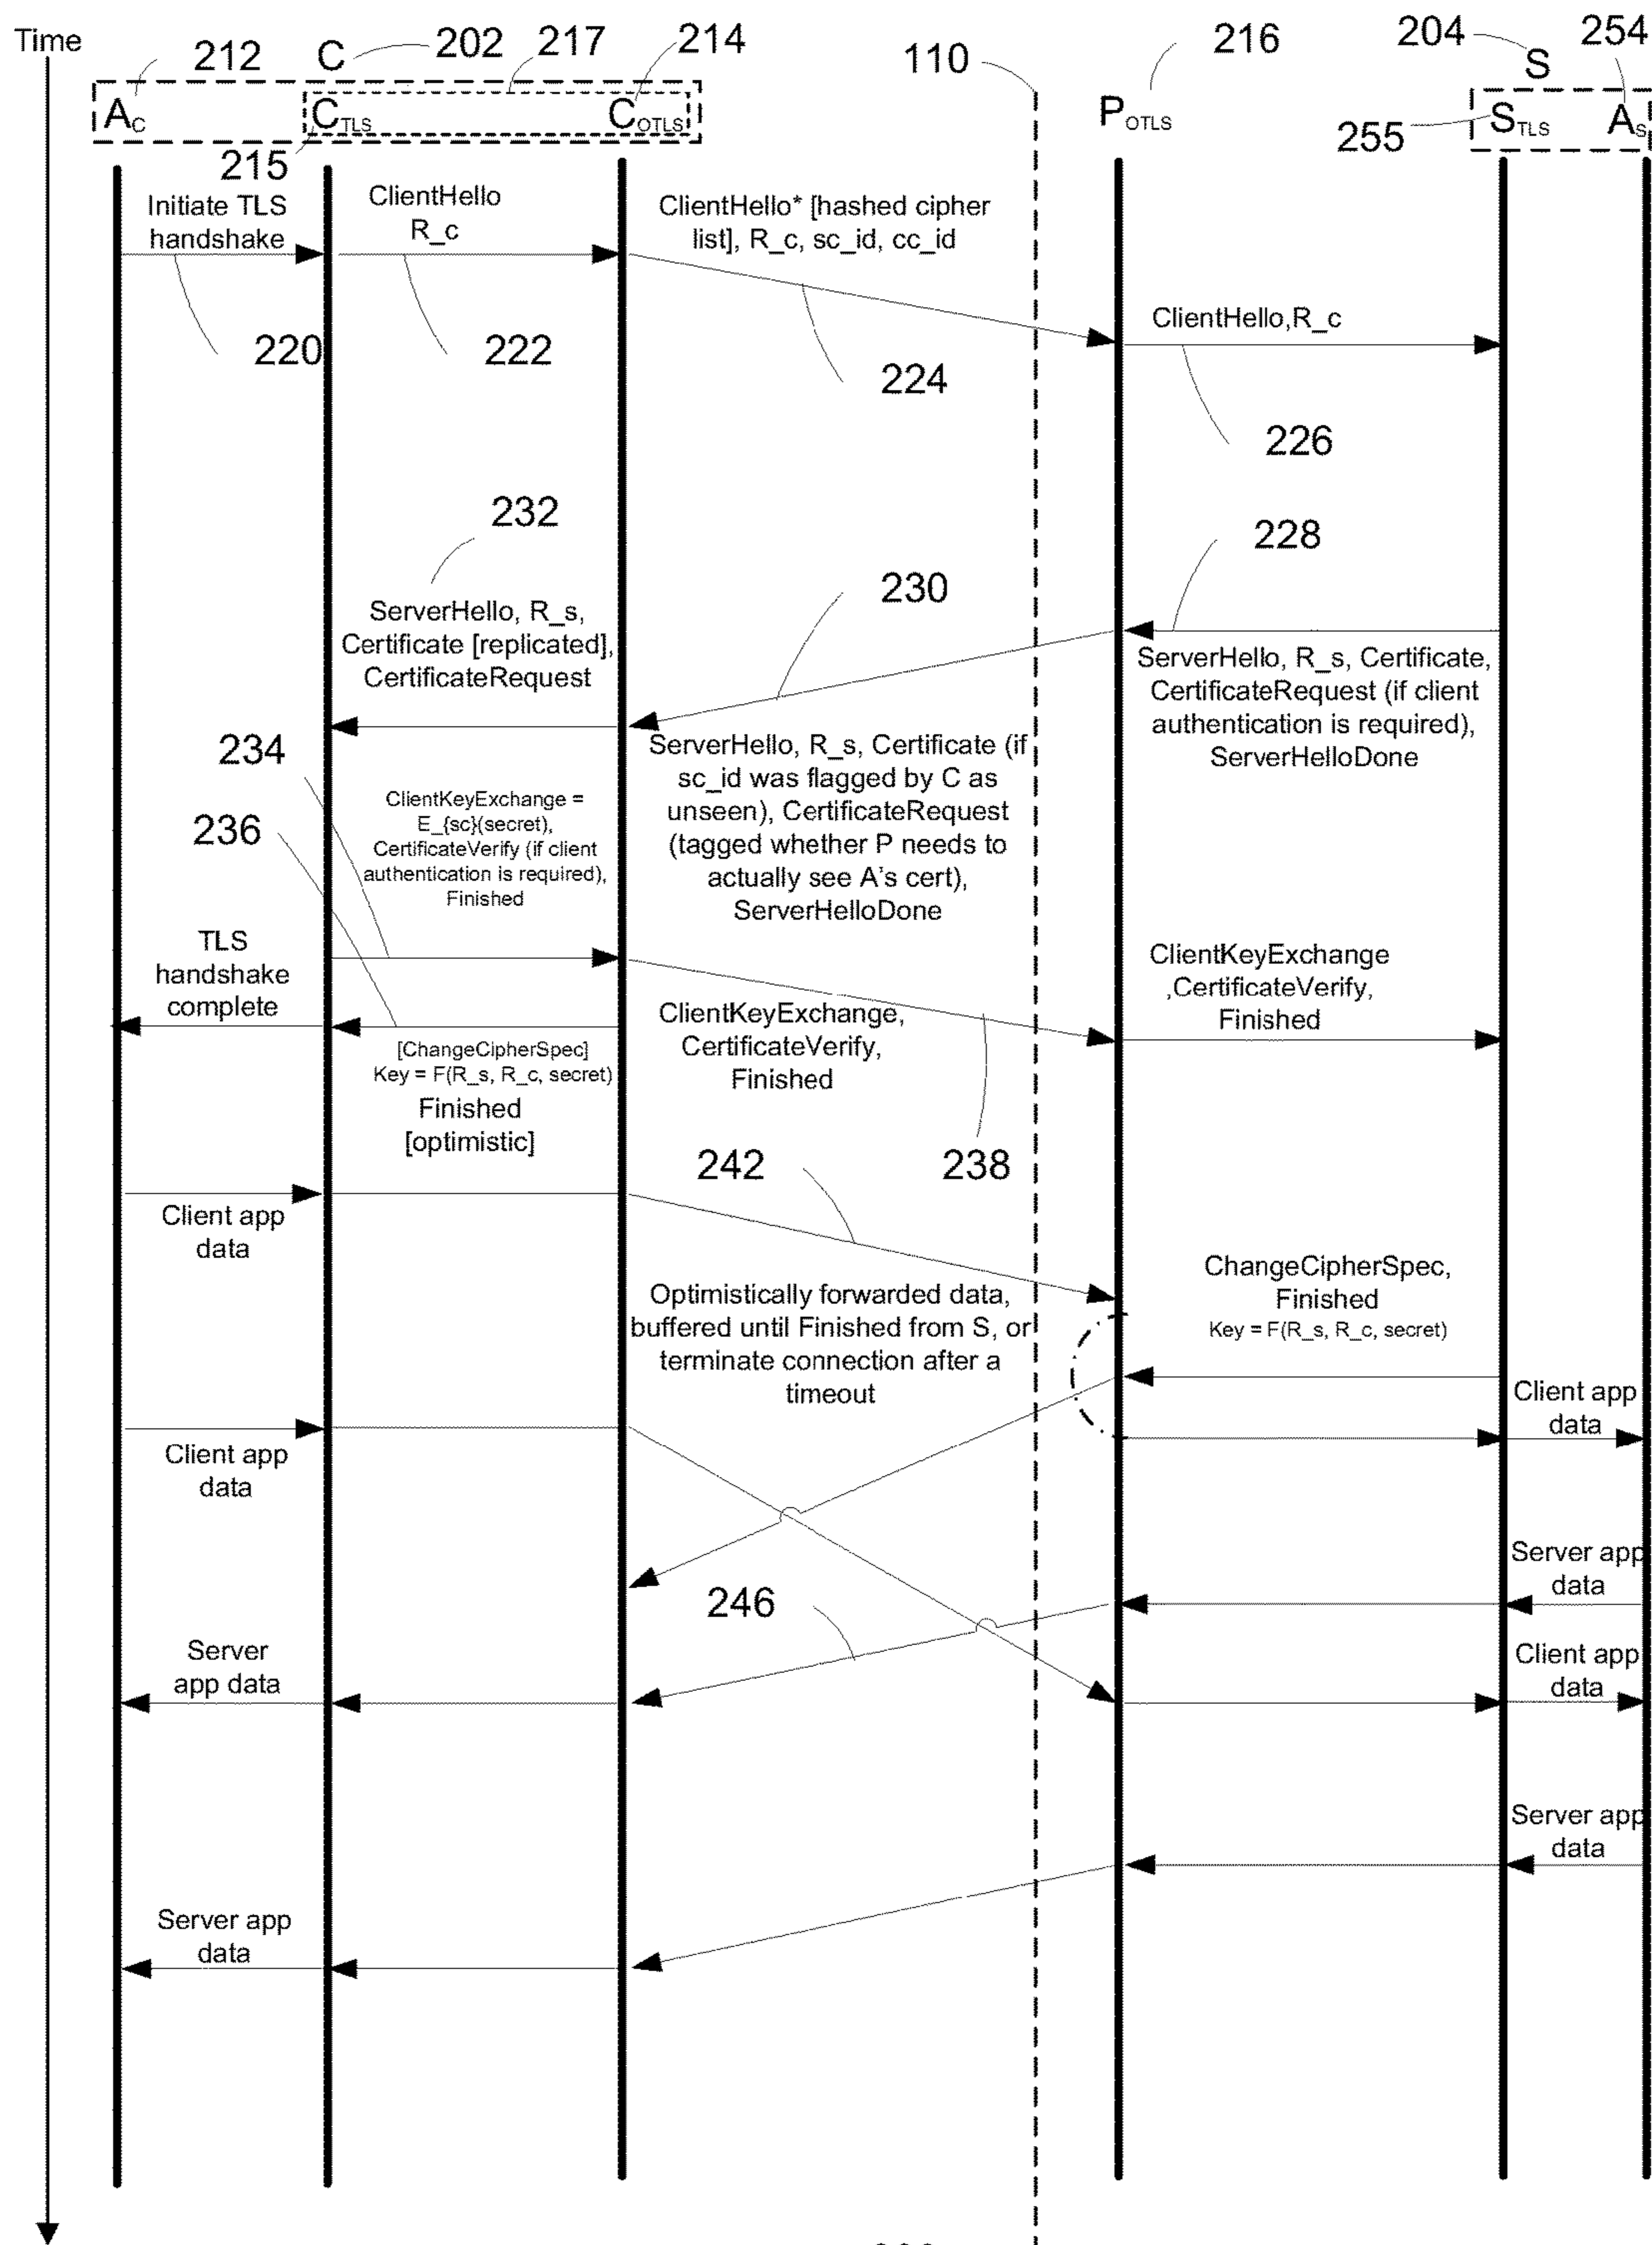 Time
212
C
202
217
214
110
216
204
S
254
AC
CTLS
COTLS
POTLS
STLS
AS
215
255
Initiate TLS
handshake
ClientHello
R_c
ClientHello* [hashed cipher
list], R_c, sc_id, cc_id
ClientHello,R_c
220
222
224
226
232
228
230
ServerHello, R_s,
Certificate [replicated],
CertificateRequest
ServerHello, R_s, Certificate,
CertificateRequest (if client
authentication is required),
ServerHelloDone
234
236
ServerHello, R_s, Certificate (if
sc_id was flagged by C as
unseen), CertificateRequest
(tagged whether P needs to
actually see A's cert),
ServerHelloDone
ClientKeyExchange =
E_{sc}(secret),
CertificateVerify (if client
authentication is required),
Finished
TLS
handshake
complete
ClientKeyExchange
,CertificateVerify,
Finished
[ChangeCipherSpec]
Key = F(R_s, R_c, secret)
Finished
[optimistic]
ClientKeyExchange,
CertificateVerify,
Finished
242
238
Client app
data
Optimistically forwarded data,
buffered until Finished from S, or
terminate connection after a
timeout
ChangeCipherSpec,
Finished
Key = F(R_s, R_c, secret)
Client app
data
Client app
data
246
Server app
data
Server
app data
Client app
data
Server app
data
Server app
data